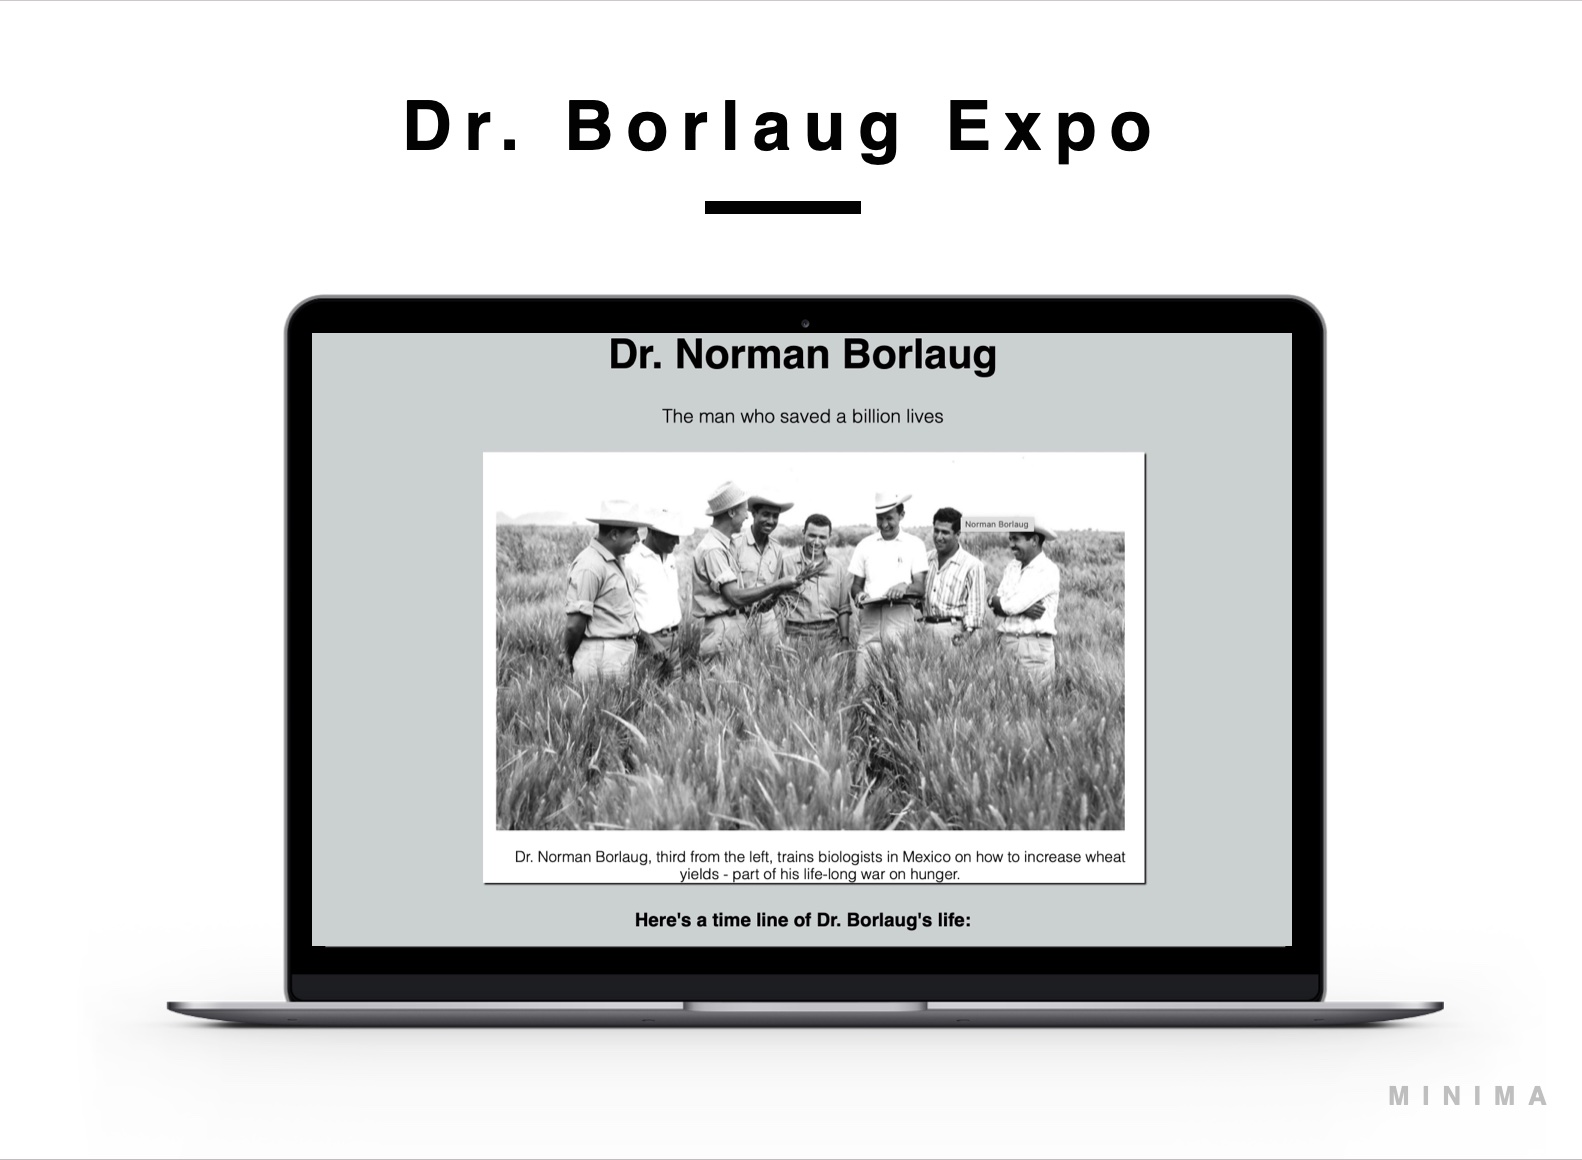 Dr. Borlaug Expo
Dr. Norman Borlaug
The man who saved a billion lives
Norman Borlaug
Dr. Norman Borlaug, third from the left, trains biologists in Mexico on how to increase wheat
yields - part of his life-long war on hunger.
Here's a time line of Dr. Borlaug's life:
MINIMA